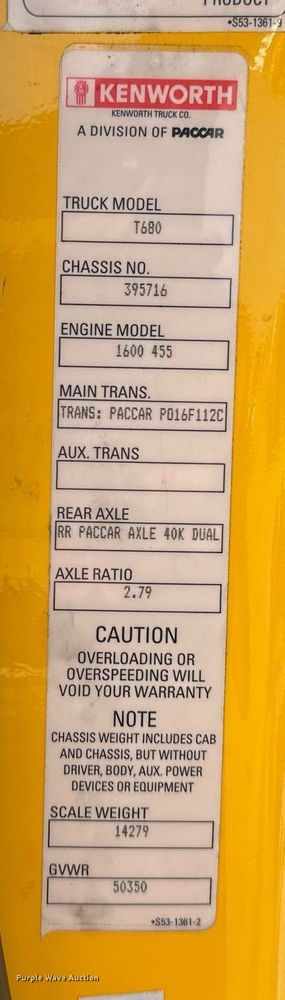 PRODUCT
•S53-1361-9
KENWORTH
KENWORTH TRUCK CO.
A DIVISION OF PACCAR
TRUCK MODEL
T680
CHASSIS NO.
395716
ENGINE MODEL
1600 455
MAIN TRANS.
TRANS: PACCAR PO16F112C
AUX. TRANS
REAR AXLE
RR PACCAR AXLE 40K DUAL
AXLE RATIO
2.79
CAUTION
OVERLOADING OR
OVERSPEEDING WILL
VOID YOUR WARRANTY
NOTE
CHASSIS WEIGHT INCLUDES CAB
AND CHASSIS, BUT WITHOUT
DRIVER, BODY, AUX. POWER
DEVICES OR EQUIPMENT
SCALE WEIGHT
14279
GVWR
50350
•S53-1361-2
Purple Wave Auction